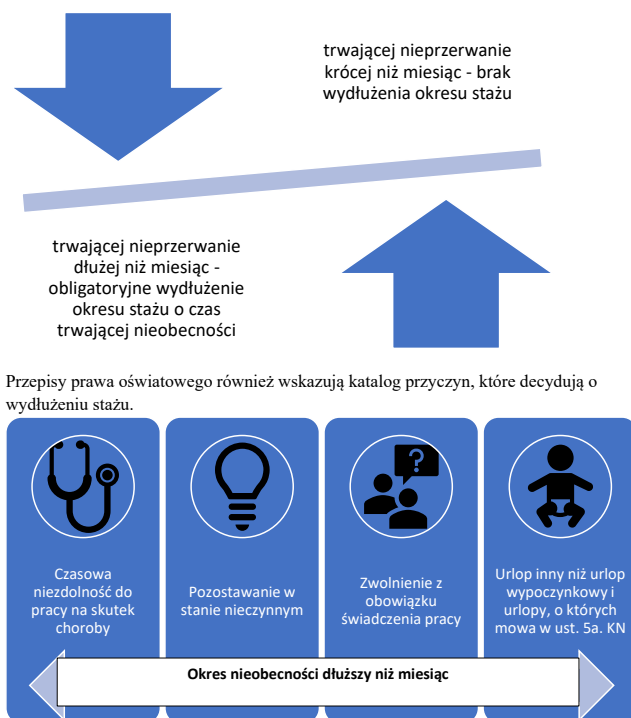 trwającej nieprzerwanie
krócej niż miesiąc - brak
wydłużenia okresu stażu
trwającej nieprzerwanie
dłużej niż miesiąc -
obligatoryjne wydłużenie
okresu stażu o czas
trwającej nieobecności
Przepisy prawa oświatowego również wskazują katalog przyczyn, które decydują o
wydłużeniu stażu.
Czasowa
niezdolność do
pracy na skutek
choroby
Pozostawanie w
stanie nieczynnym
?
Zwolnienie z
obowiązku
świadczenia pracy
Urlop inny niż urlop
wypoczynkowy i
urlopy, o których
mowa w ust. 5a. KN
Okres nieobecności dłuższy niż miesiąc